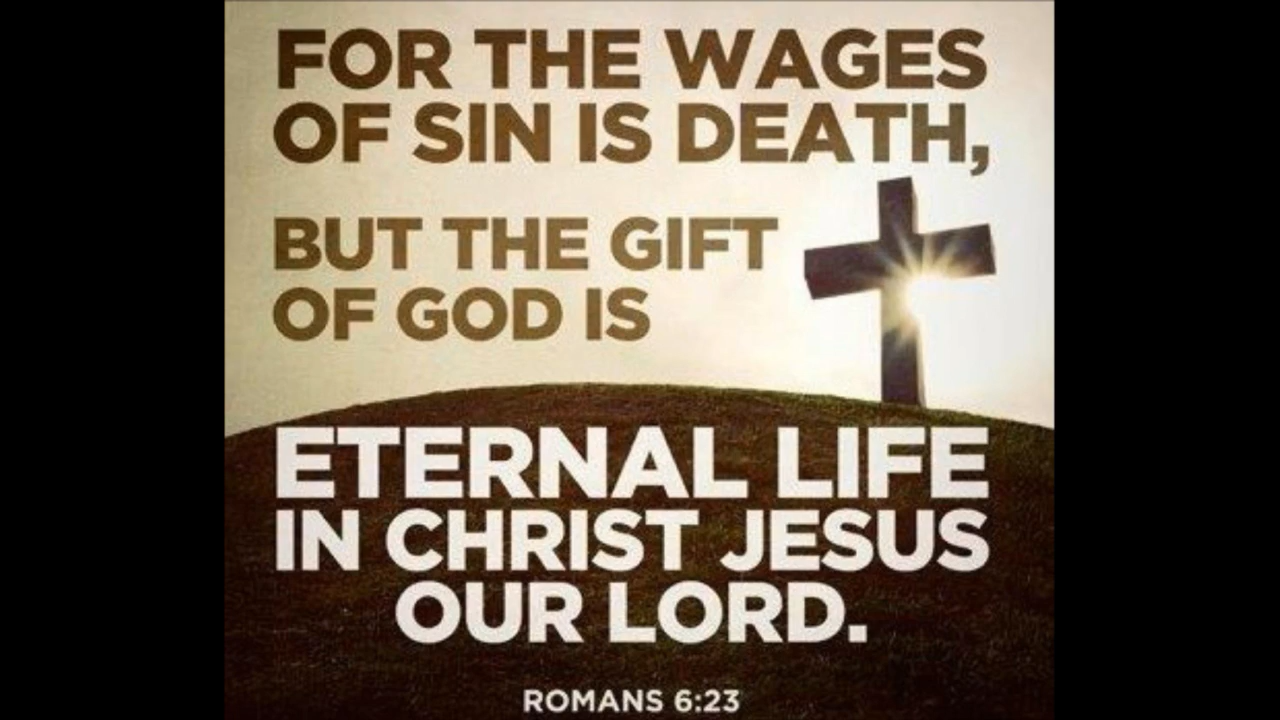 FOR THE WAGES
OF SIN IS DEATH,
BUT THE GIFT
OF GOD IS
ETERNAL LIFE
IN CHRIST JESUS
OUR LORD.
ROMANS 6:23